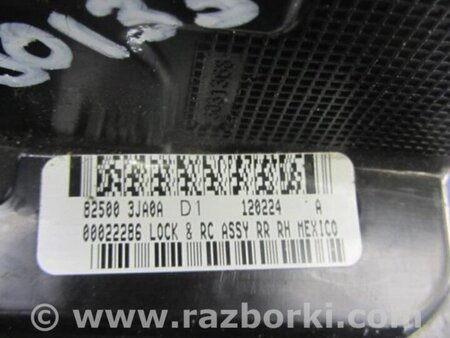 82500 3JA0A D1 120224 A
00022286 LOCK & RC ASSY RR RH MEXICO
www.razborki.com